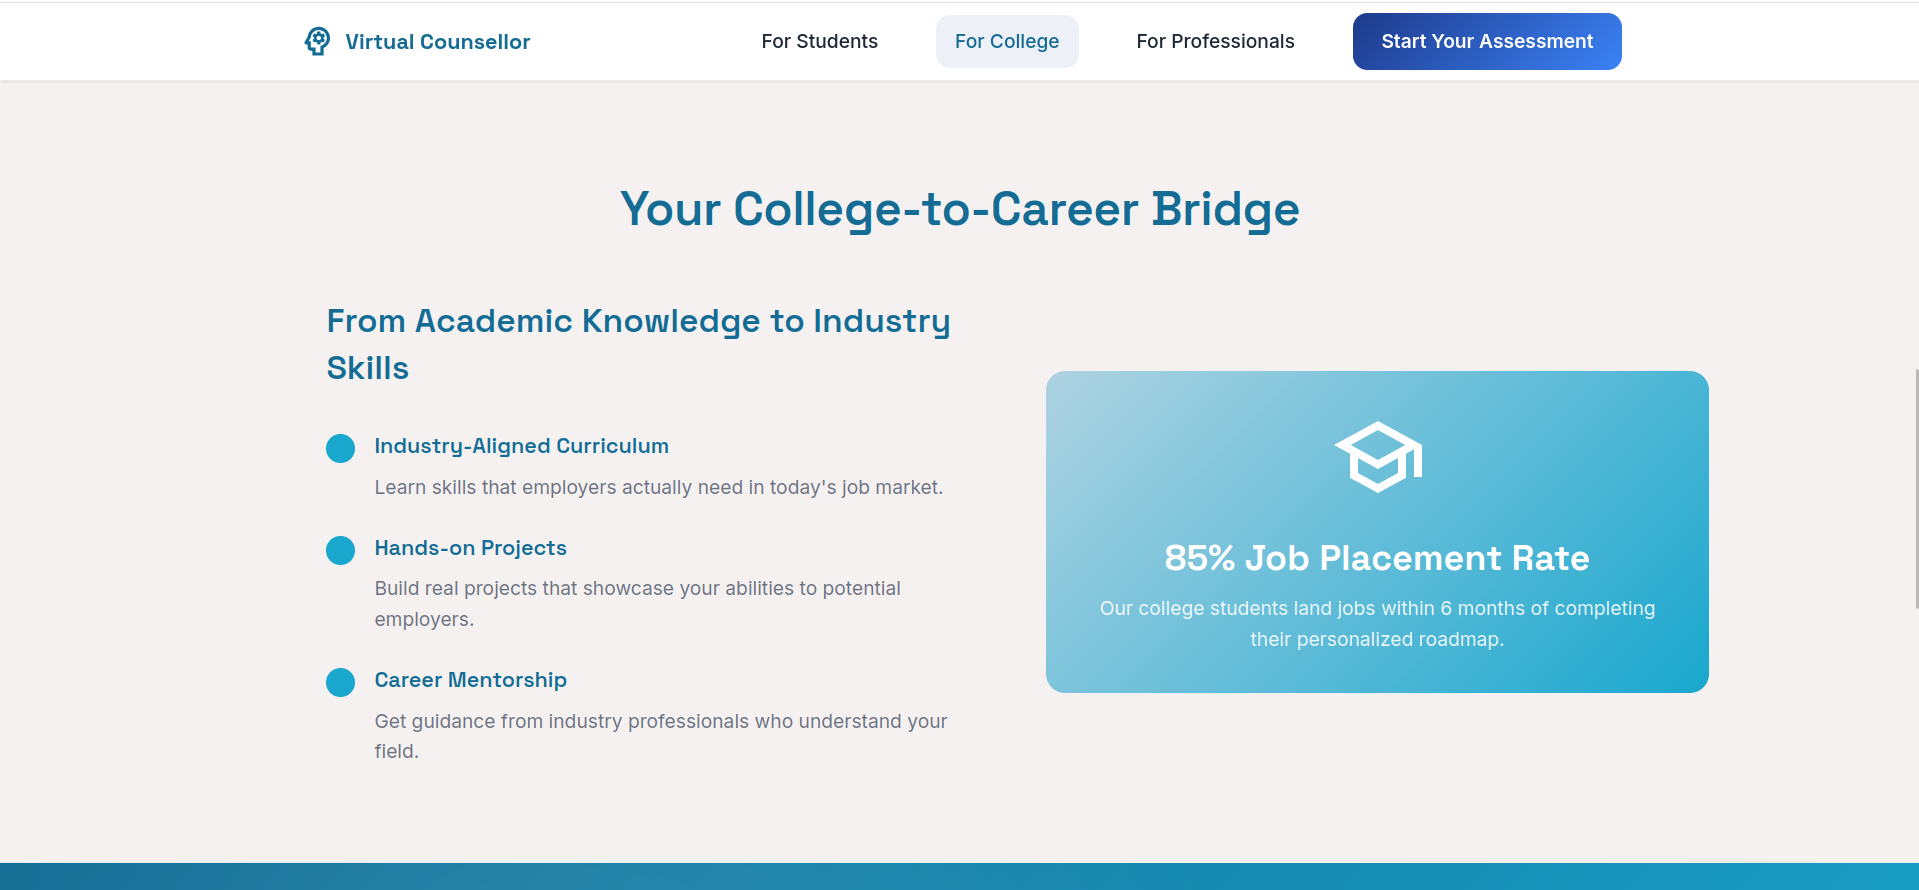 Virtual Counsellor
For Students
For College
For Professionals
Start Your Assessment
Your College-to-Career Bridge
From Academic Knowledge to Industry
Skills
Industry-Aligned Curriculum
Learn skills that employers actually need in today's job market.
Hands-on Projects
Build real projects that showcase your abilities to potential
employers.
Career Mentorship
Get guidance from industry professionals who understand your
field.
85% Job Placement Rate
Our college students land jobs within 6 months of completing
their personalized roadmap.